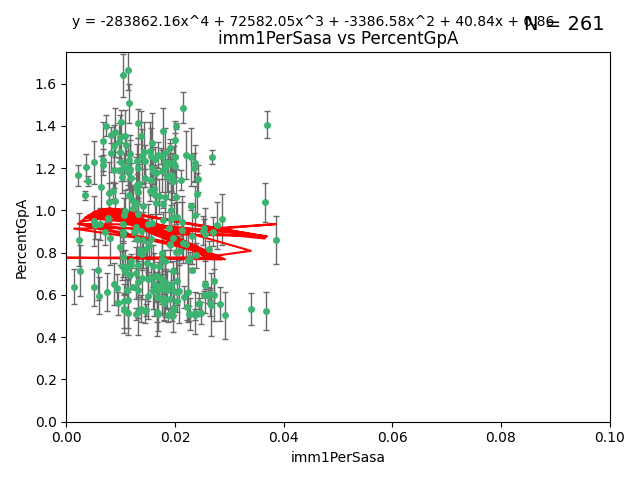 y = -283862.16x^4 + 72582.05x^3 + -3386.58x^2 + 40.84x + 0.86
N = 261
imm1PerSasa vs PercentGpA
PercentGpA
1.6
1.4
1.2
1.0
0.8
0.6
0.4
0.2
0.0
0.00 0.02 0.04 0.06 0.08 0.10
imm1PerSasa